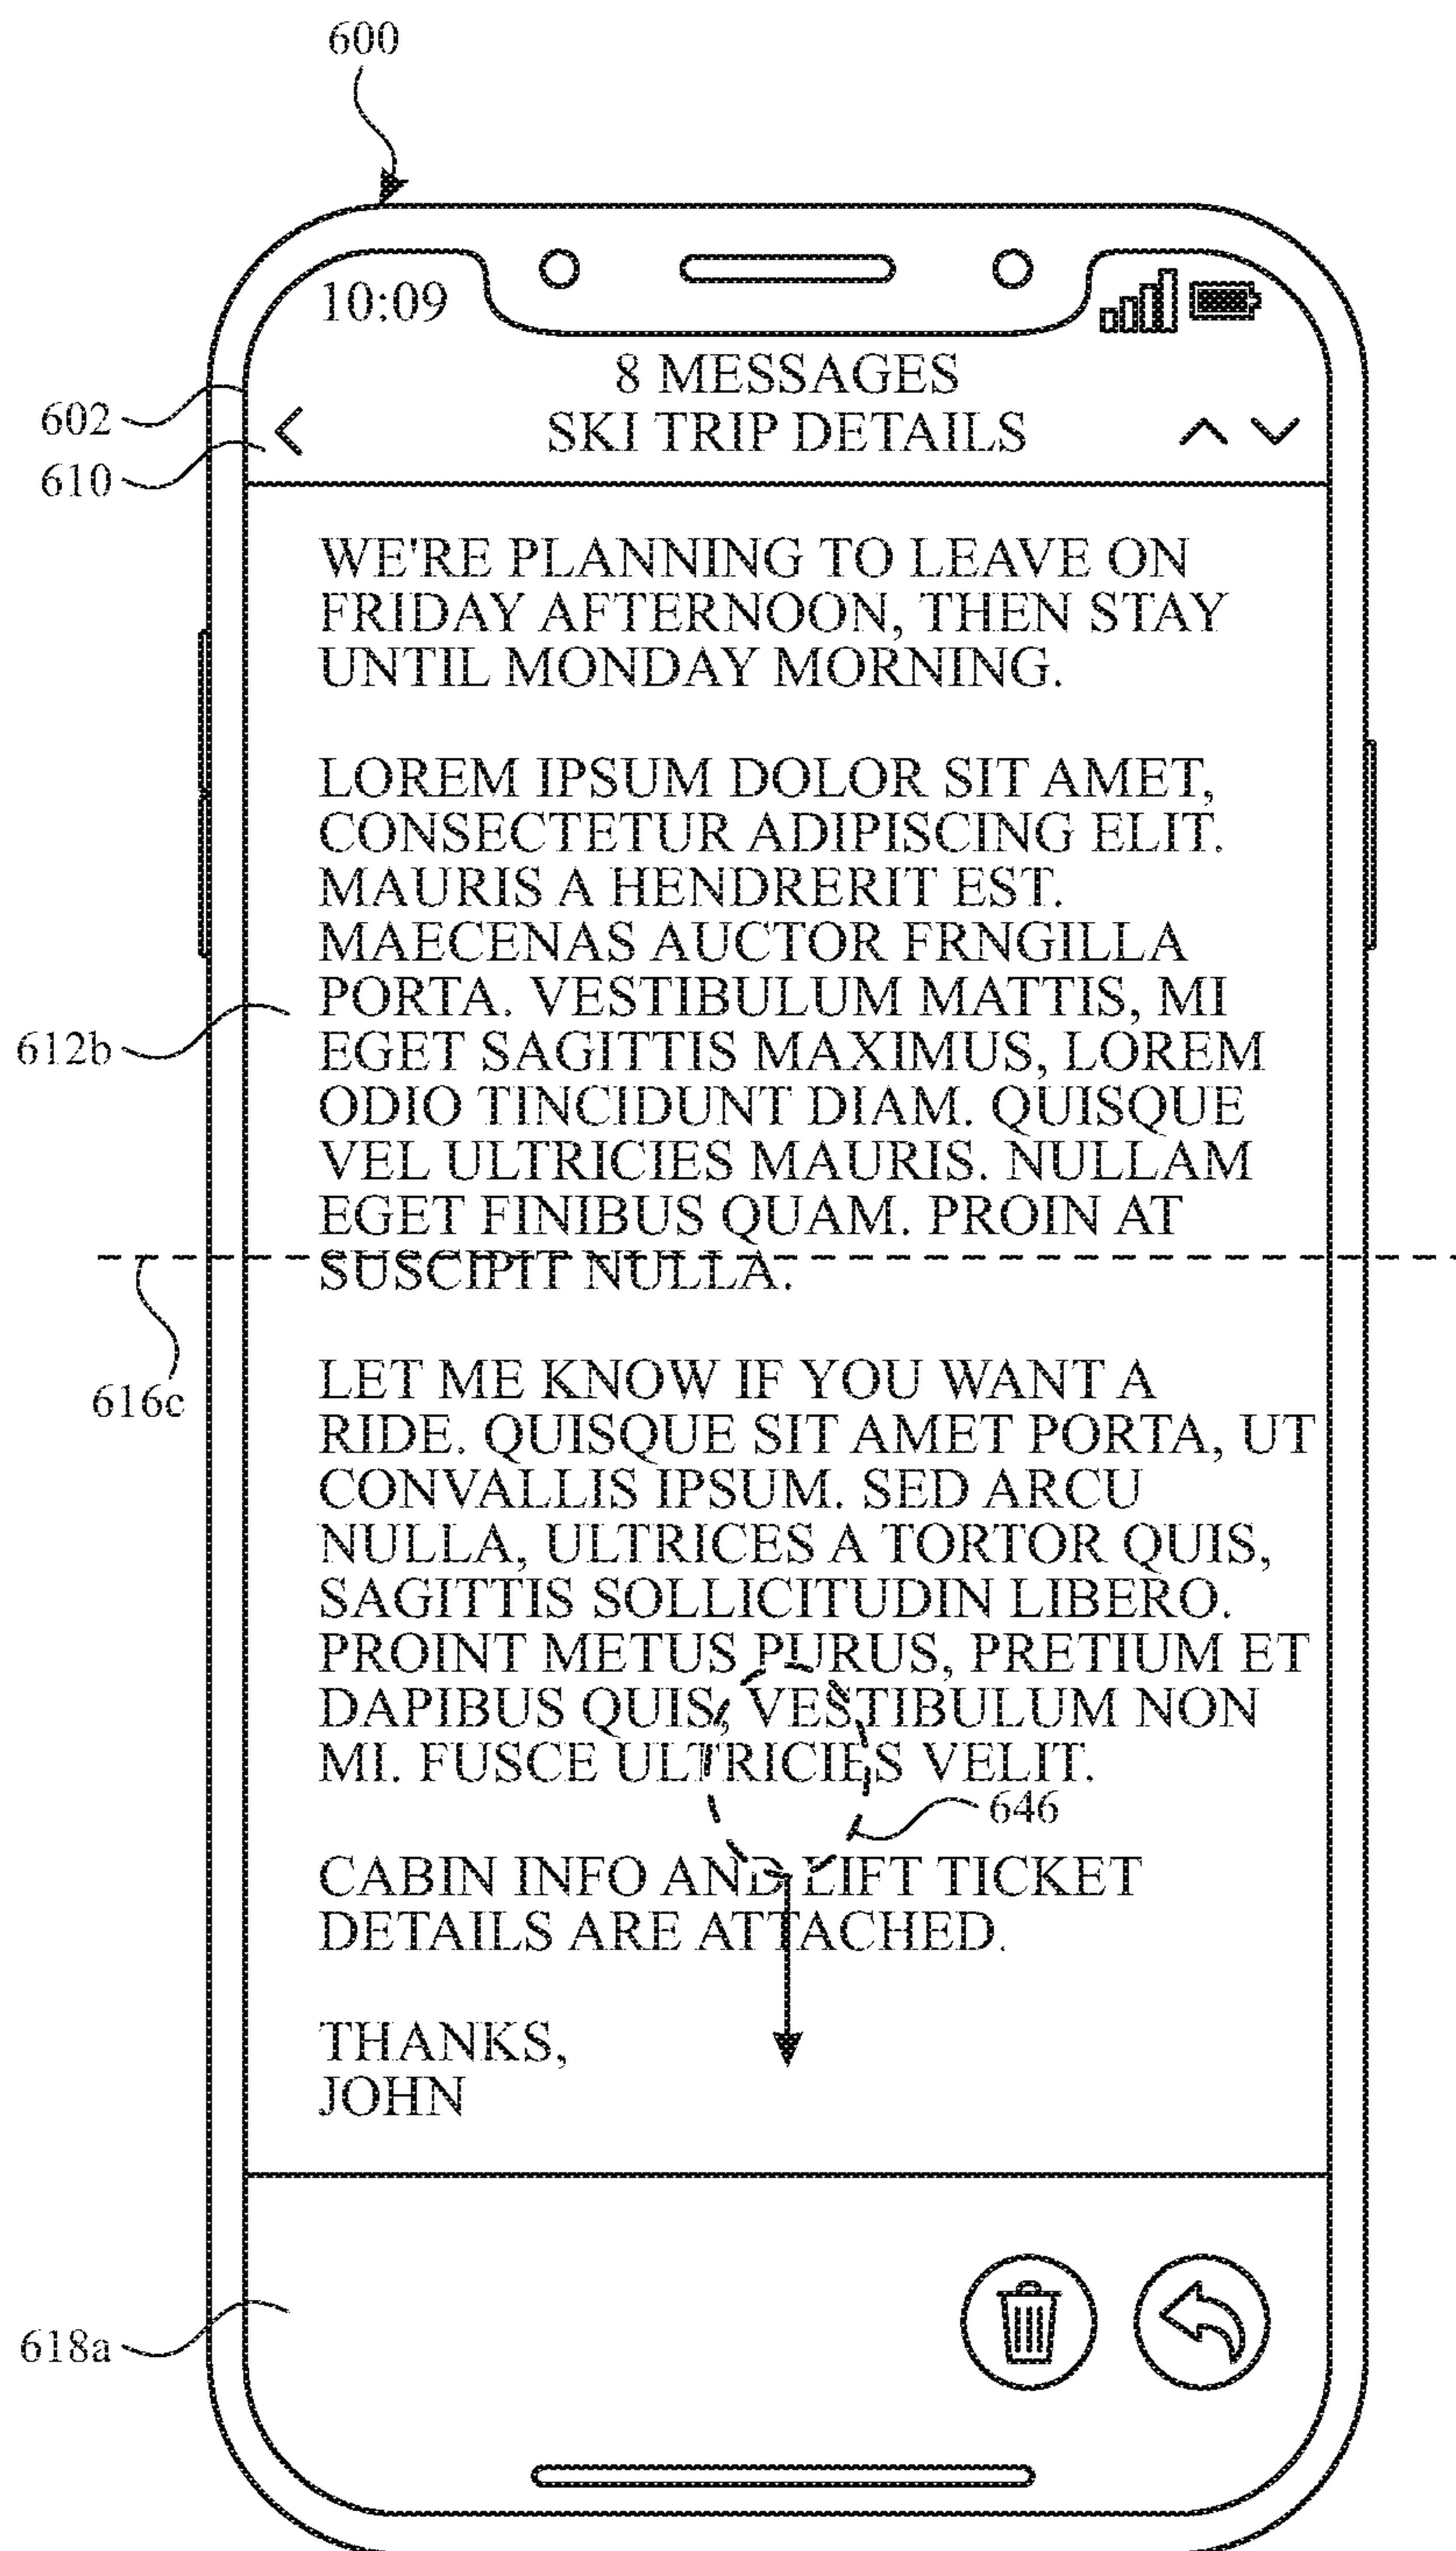 600
10:09
8 MESSAGES
602
SKI TRIP DETAILS
610
WE'RE PLANNING TO LEAVE ON
FRIDAY AFTERNOON, THEN STAY
UNTIL MONDAY MORNING.
LOREM IPSUM DOLOR SIT AMET,
CONSECTETUR ADIPISCING ELIT.
MAURIS A HENDRERIT EST.
MAECENAS AUCTOR FRNGILLA
PORTA. VESTIBULUM MATTIS, MI
612b
EGET SAGITTIS MAXIMUS, LOREM
ODIO TINCIDUNT DIAM. QUISQUE
VEL ULTRICIES MAURIS. NULLAM
EGET FINIBUS QUAM. PROIN AT
SUSCIPIT NULLA.
616c
LET ME KNOW IF YOU WANT A
RIDE. QUISQUE SIT AMET PORTA, UT
CONVALLIS IPSUM. SED ARCU
NULLA, ULTRICES A TORTOR QUIS,
SAGITTIS SOLLICITUDIN LIBERO.
PROINT METUS PURUS, PRETIUM ET
DAPIBUS QUIS, VESTIBULUM NON
MI. FUSCE ULTRICIES VELIT.
646
CABIN INFO AND LIFT TICKET
DETAILS ARE ATTACHED.
THANKS,
JOHN
618a